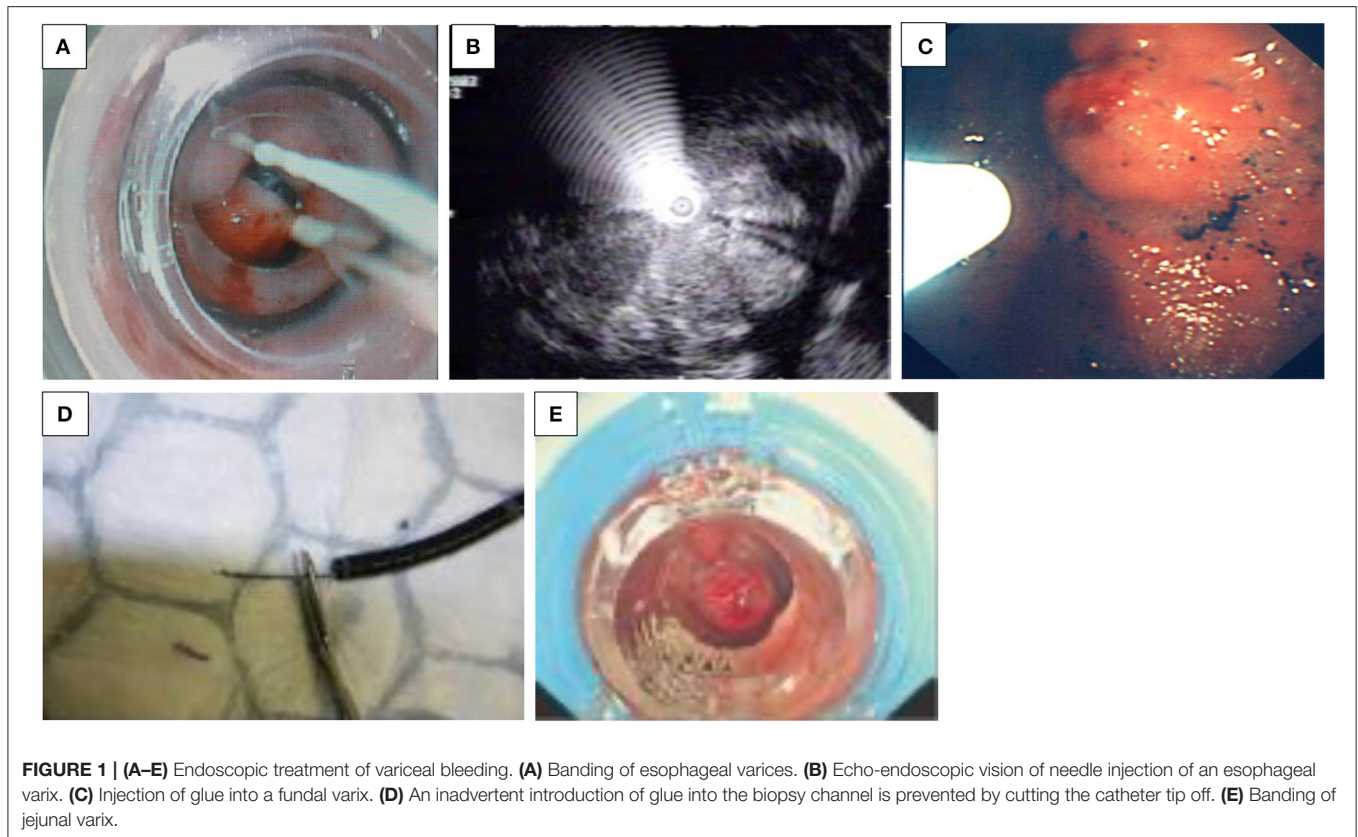 A
B
C
D
E
FIGURE 1 | (A–E) Endoscopic treatment of variceal bleeding. (A) Banding of esophageal varices. (B) Echo-endoscopic vision of needle injection of an esophageal
varix. (C) Injection of glue into a fundal varix. (D) An inadvertent introduction of glue into the biopsy channel is prevented by cutting the catheter tip off. (E) Banding of
jejunal varix.